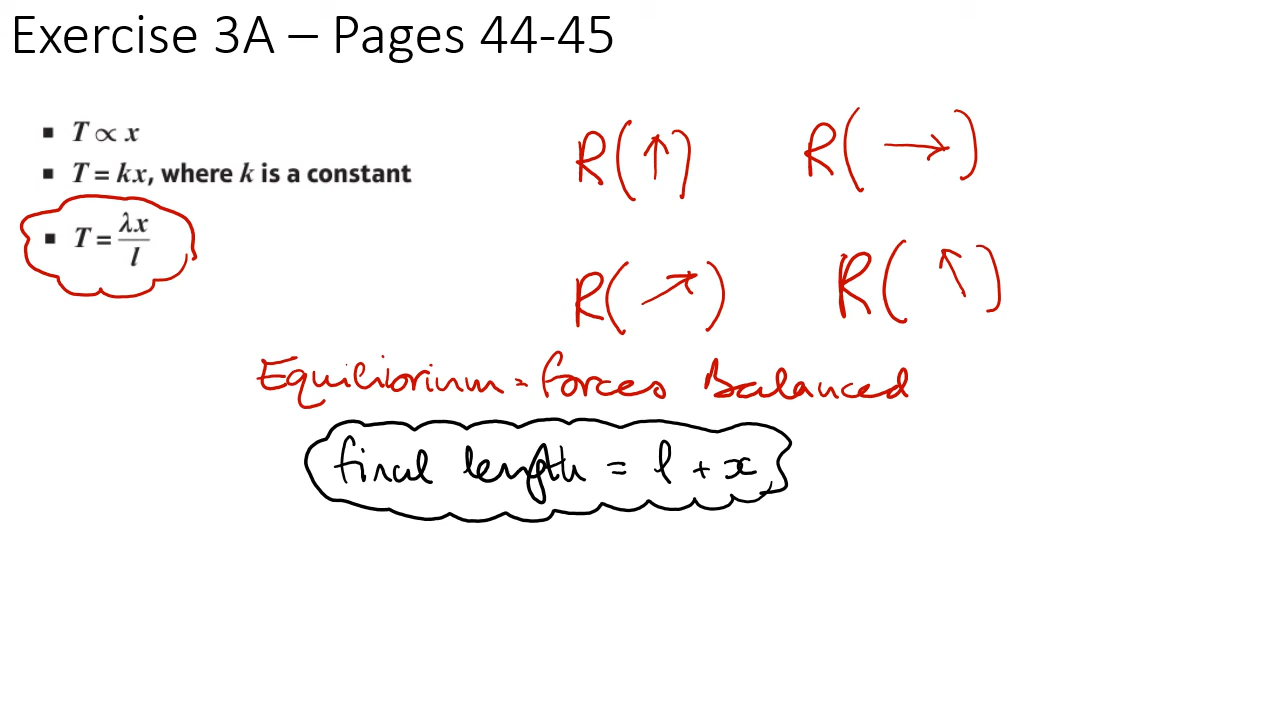 Exercise 3A – Pages 44-45
▪ T ∝ x
▪ T = kx, where k is a constant
▪ T = λx/l
R(↑) R(→)
R(↗) R(↖)
Equilibrium = Forces Balanced
final length = l + x